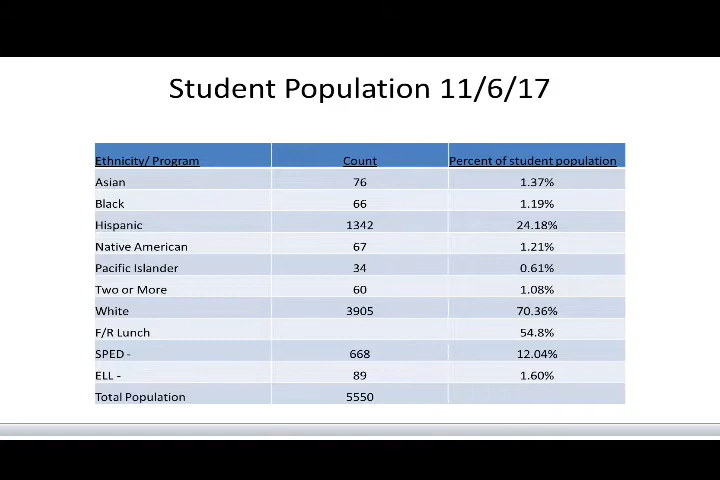 Student Population 11/6/17
Ethnicity/ Program Count Percent of student population
Asian 76 1.37%
Black 66 1.19%
Hispanic 1342 24.18%
Native American 67 1.21%
Pacific Islander 34 0.61%
Two or More 60 1.08%
White 3905 70.36%
F/R Lunch 54.8%
SPED - 668 12.04%
ELL - 89 1.60%
Total Population 5550